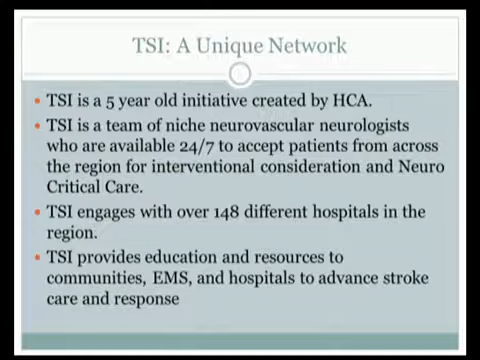 TSI: A Unique Network
• TSI is a 5 year old initiative created by HCA.
• TSI is a team of niche neurovascular neurologists
who are available 24/7 to accept patients from across
the region for interventional consideration and Neuro
Critical Care.
• TSI engages with over 148 different hospitals in the
region.
• TSI provides education and resources to
communities, EMS, and hospitals to advance stroke
care and response